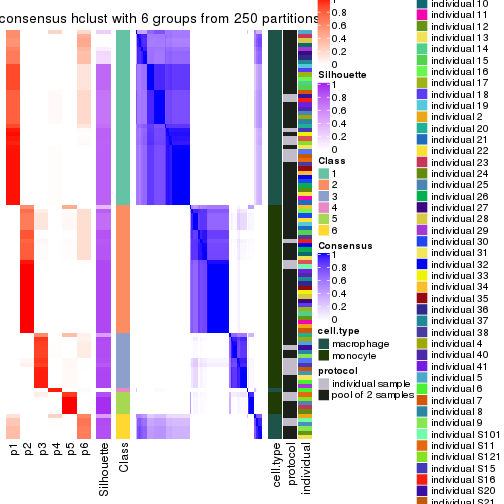 consensus hclust with 6 groups from 250 partitions
0.8
0.6
0.4
0.2
0
Silhouette
1
0.8
0.6
0.4
0.2
0
Class
1
2
3
4
5
6
Consensus
1
0.8
0.6
0.4
0.2
0
cell.type
macrophage
monocyte
protocol
individual sample
pool of 2 samples
individual 10
individual 11
individual 12
individual 13
individual 14
individual 15
individual 16
individual 17
individual 18
individual 19
individual 2
individual 20
individual 21
individual 22
individual 23
individual 24
individual 25
individual 26
individual 27
individual 28
individual 29
individual 30
individual 31
individual 32
individual 33
individual 34
individual 35
individual 36
individual 37
individual 38
individual 4
individual 40
individual 41
individual 5
individual 6
individual 7
individual 8
individual 9
individual S101
individual S11
individual S121
individual S15
individual S16
individual S20
individual S21
p1
p2
p3
p4
p5
p6
Silhouette
Class
cell.type
protocol
individual